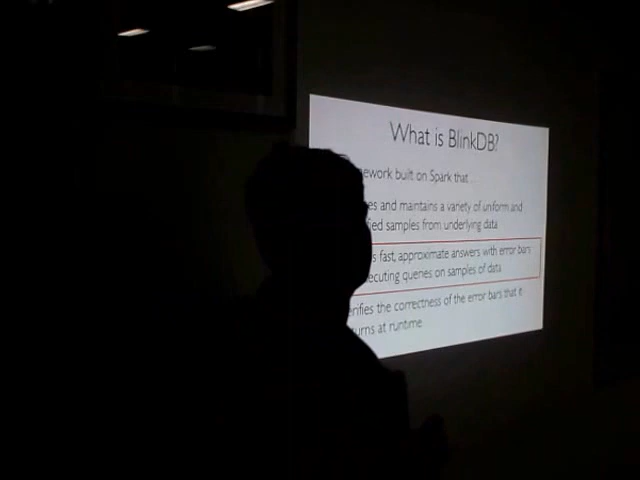 What is BlinkDB?
ework built on Spark that...
es and maintains a variety of uniform and
fied samples from underlying data
s fast, approximate answers with error bars
ecuting queries on samples of data
erifies the correctness of the error bars that it
urns at runtime